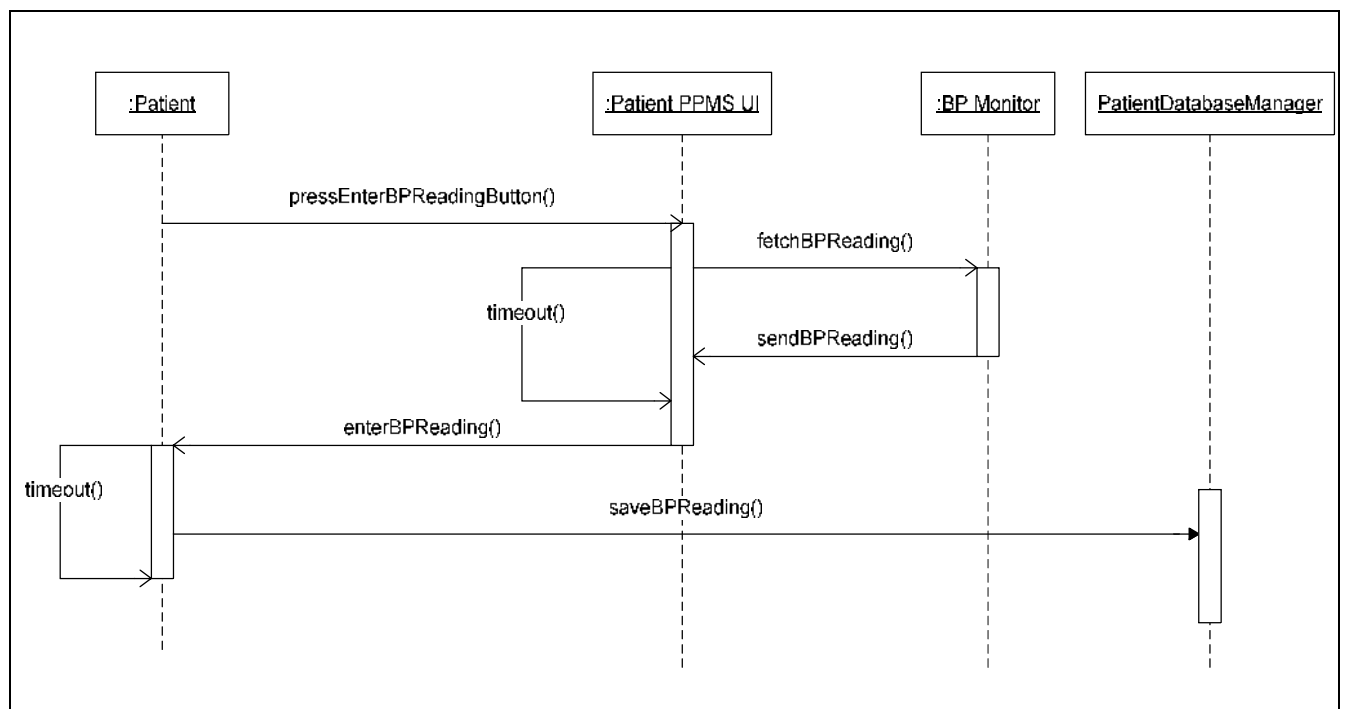 :Patient
:Patient PPMS UI
:BP Monitor
PatientDatabaseManager
pressEnterBPReadingButton()
fetchBPReading()
timeout()
sendBPReading()
enterBPReading()
timeout()
saveBPReading()